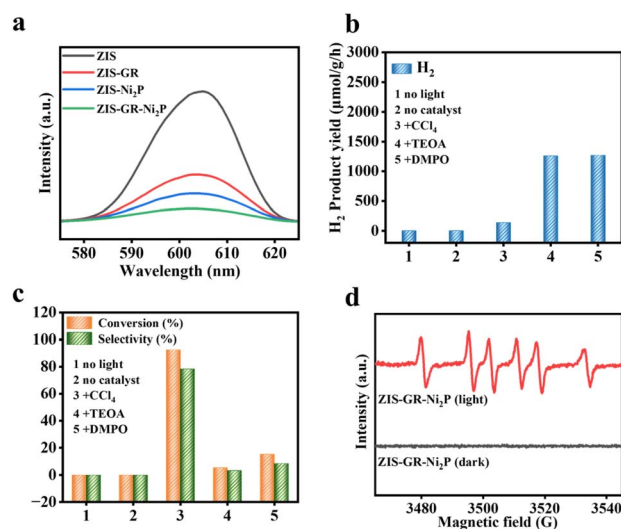 a
ZIS
ZIS-GR
ZIS-Ni₂P
ZIS-GR-Ni₂P
Intensity (a.u.)
580 590 600 610 620
Wavelength (nm)
b
H₂
1 no light
2 no catalyst
3 +CCl₄
4 +TEOA
5 +DMPO
H₂ Product yield (μmol/g/h)
3000
2500
2000
1500
1000
500
0
1 2 3 4 5
c
Conversion (%)
Selectivity (%)
1 no light
2 no catalyst
3 +CCl₄
4 +TEOA
5 +DMPO
120
100
80
60
40
20
0
−20
1 2 3 4 5
d
ZIS-GR-Ni₂P (light)
ZIS-GR-Ni₂P (dark)
Intensity (a.u.)
3480 3500 3520 3540
Magnetic field (G)